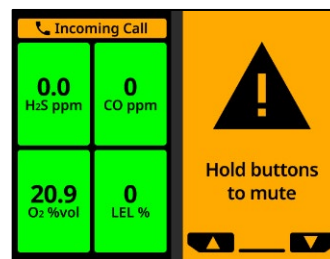 Incoming Call
0.0
H₂S ppm
0
CO ppm
20.9
O₂ %vol
0
LEL %
!
Hold buttons
to mute